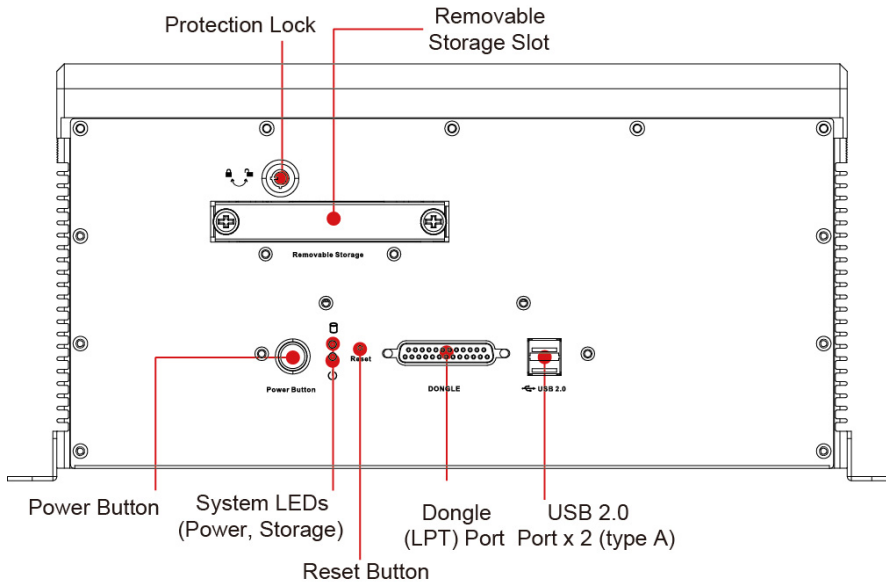 Protection Lock
Removable
Storage Slot
Removable Storage
Reset
Power Button
DONGLE
USB 2.0
Power Button
System LEDs
(Power, Storage)
Dongle
(LPT) Port
USB 2.0
Port x 2 (type A)
Reset Button